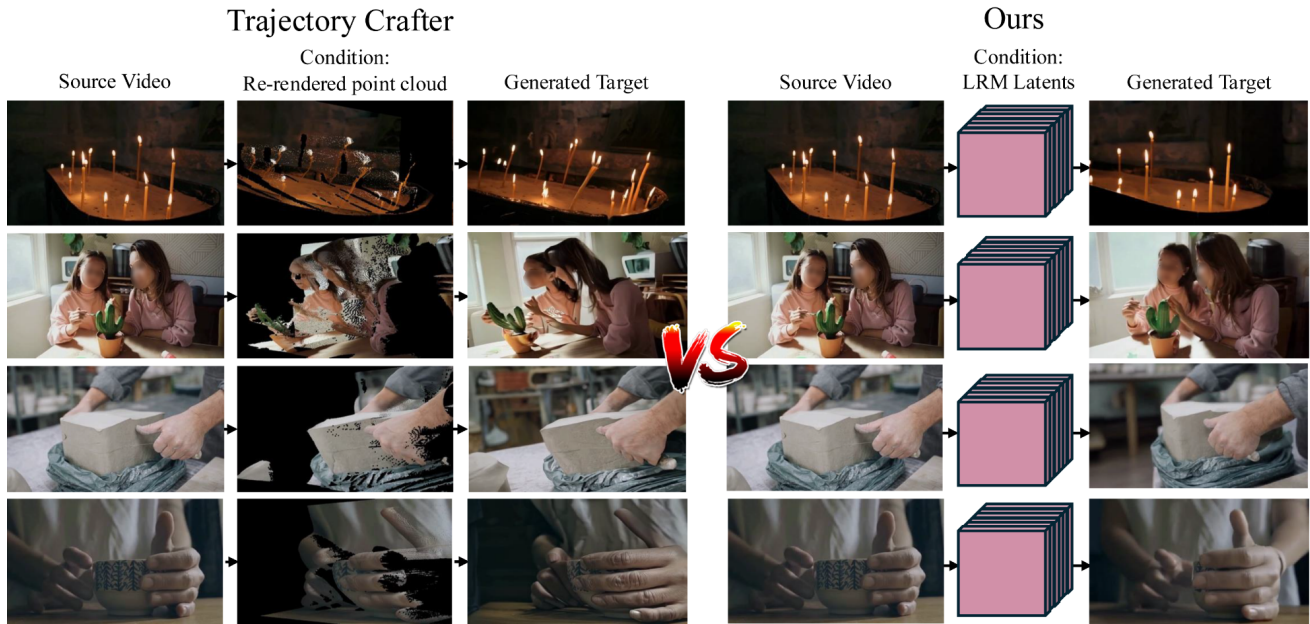 Trajectory Crafter
Ours
Source Video
Condition:
Re-rendered point cloud
Generated Target
Source Video
Condition:
LRM Latents
Generated Target
VS